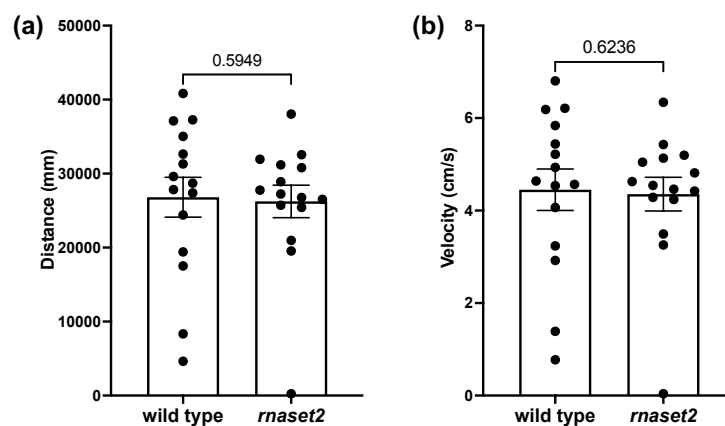 (a)
50000
40000
30000
20000
10000
0
Distance (mm)
0.5949
wild type
rnaset2
(b)
8
6
4
2
0
Velocity (cm/s)
0.6236
wild type
rnaset2